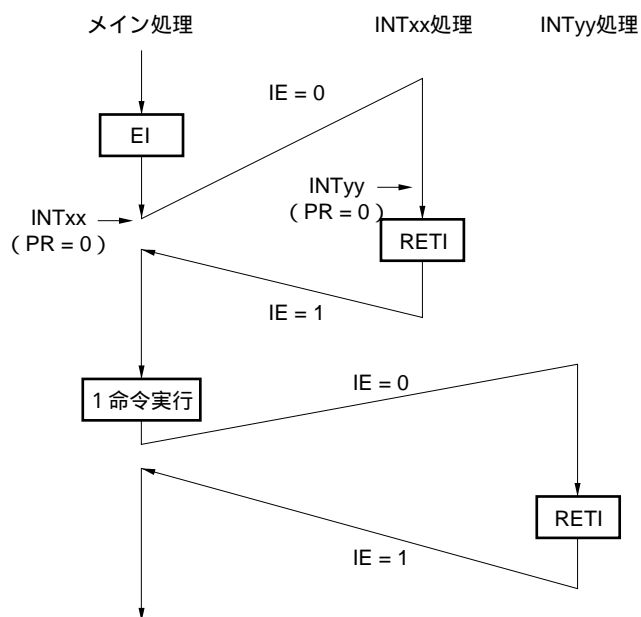 メイン処理
INTxx処理
INTyy処理
IE = 0
EI
INTyy
( PR = 0 )
INTxx
( PR = 0 )
RETI
IE = 1
IE = 0
1 命令実行
RETI
IE = 1